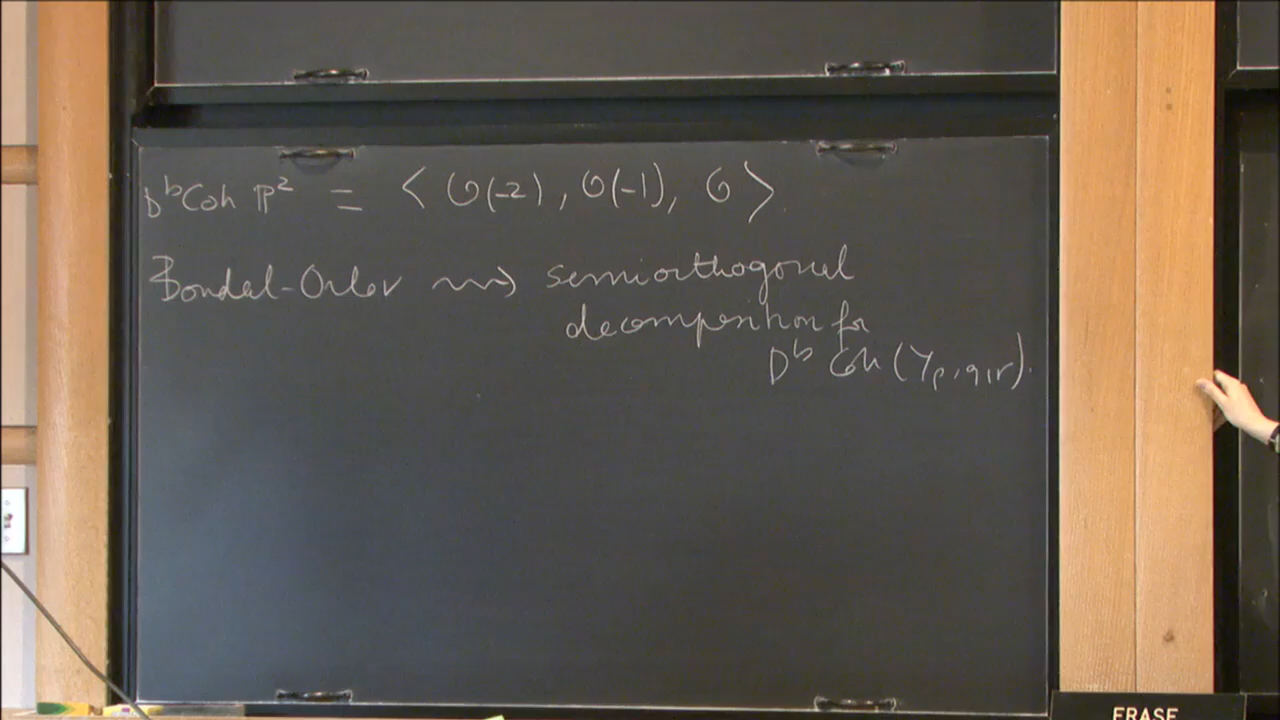 D^b Coh ℙ² = ⟨ O(-2), O(-1), O ⟩
Bondal-Orlov ⇝ semiorthogonal
decomposition for
D^b Coh (Y_{p,q,r}).
ERASE